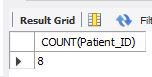 Result Grid
COUNT(Patient_ID)
8